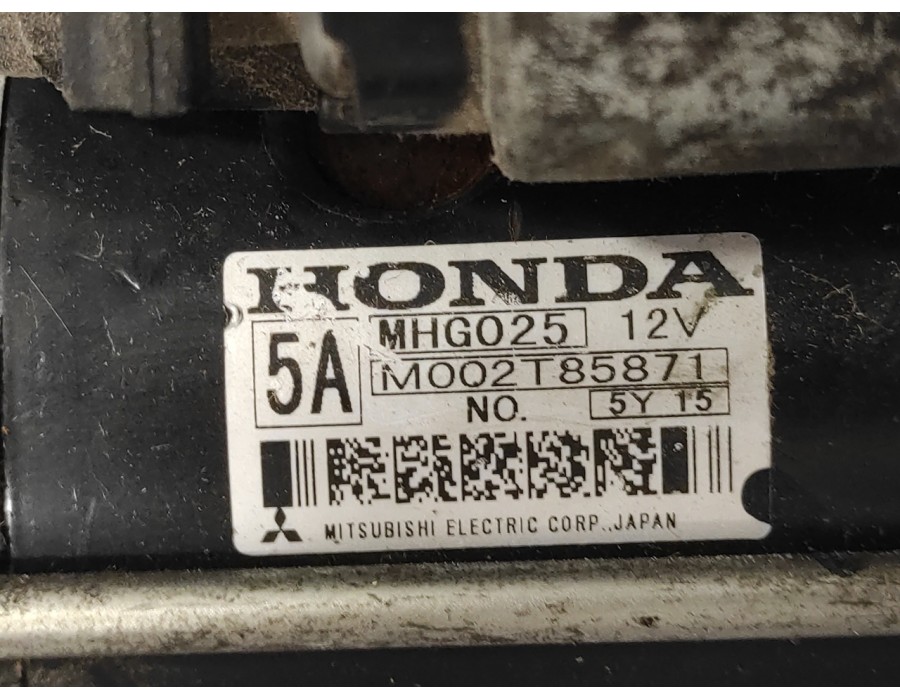 HONDA
5A
MHG025 12V
M002T85871
NO. 5Y 15
MITSUBISHI ELECTRIC CORP., JAPAN